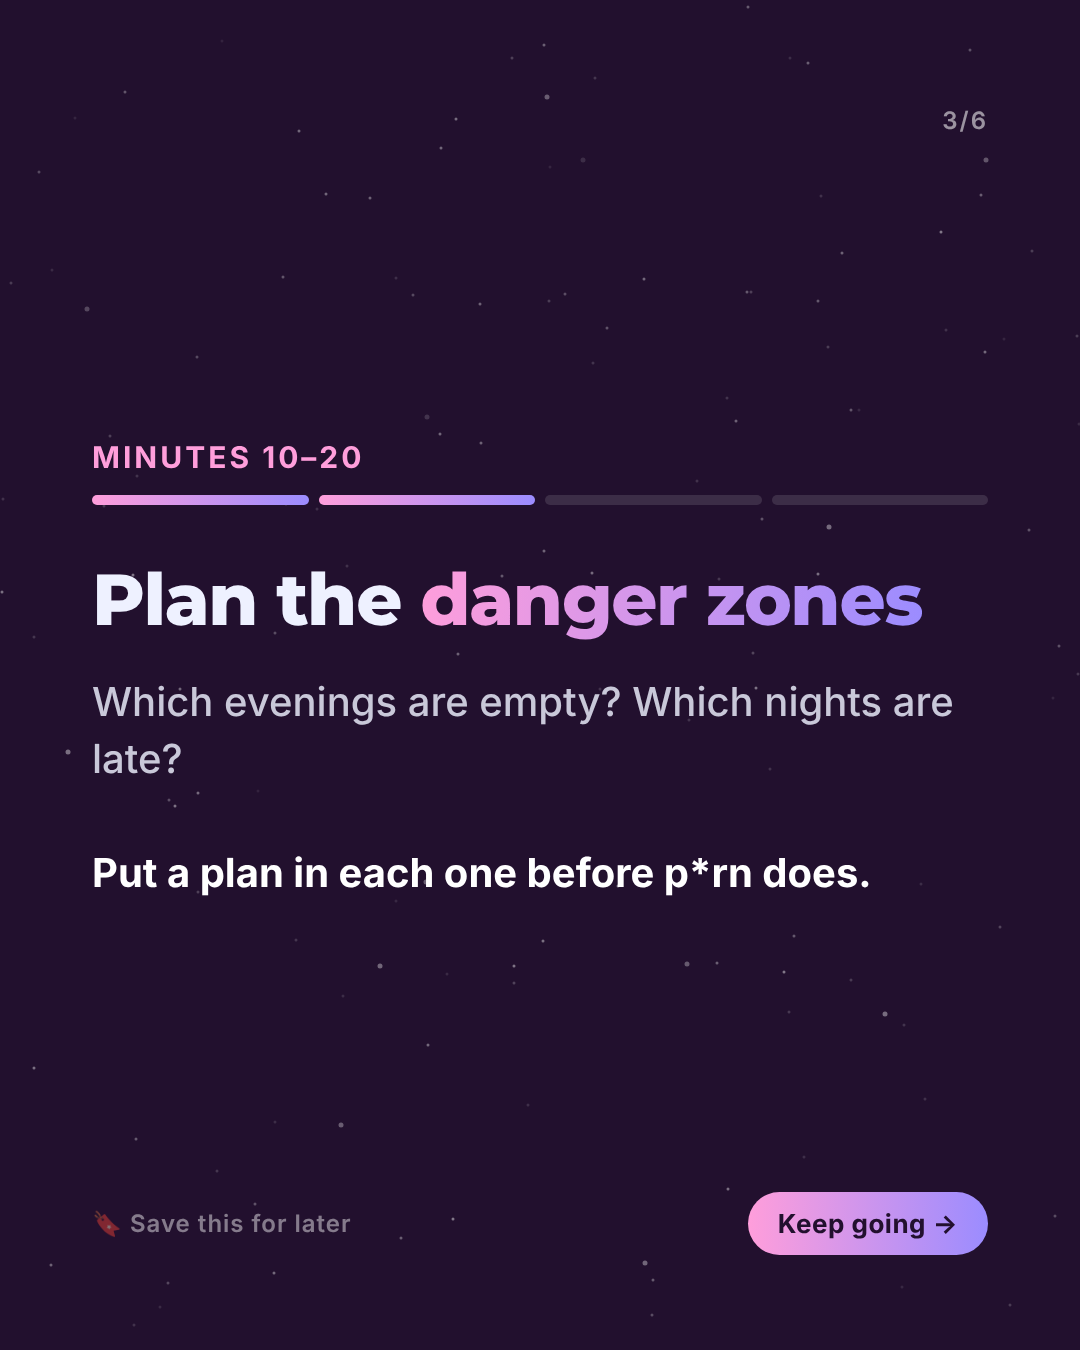 3/6
MINUTES 10–20
Plan the danger zones
Which evenings are empty? Which nights are
late?
Put a plan in each one before p*rn does.
🔖 Save this for later
Keep going →